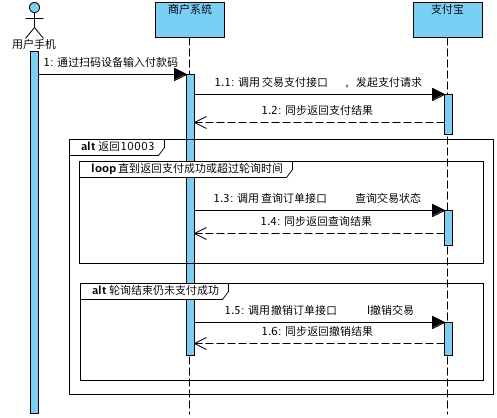 商户系统
支付宝
用户手机
1: 通过扫码设备输入付款码
1.1: 调用 交易支付接口 ，发起支付请求
1.2: 同步返回支付结果
alt 返回10003
loop 直到返回支付成功或超过轮询时间
1.3: 调用 查询订单接口 查询交易状态
1.4: 同步返回查询结果
alt 轮询结束仍未支付成功
1.5: 调用撤销订单接口 l撤销交易
1.6: 同步返回撤销结果